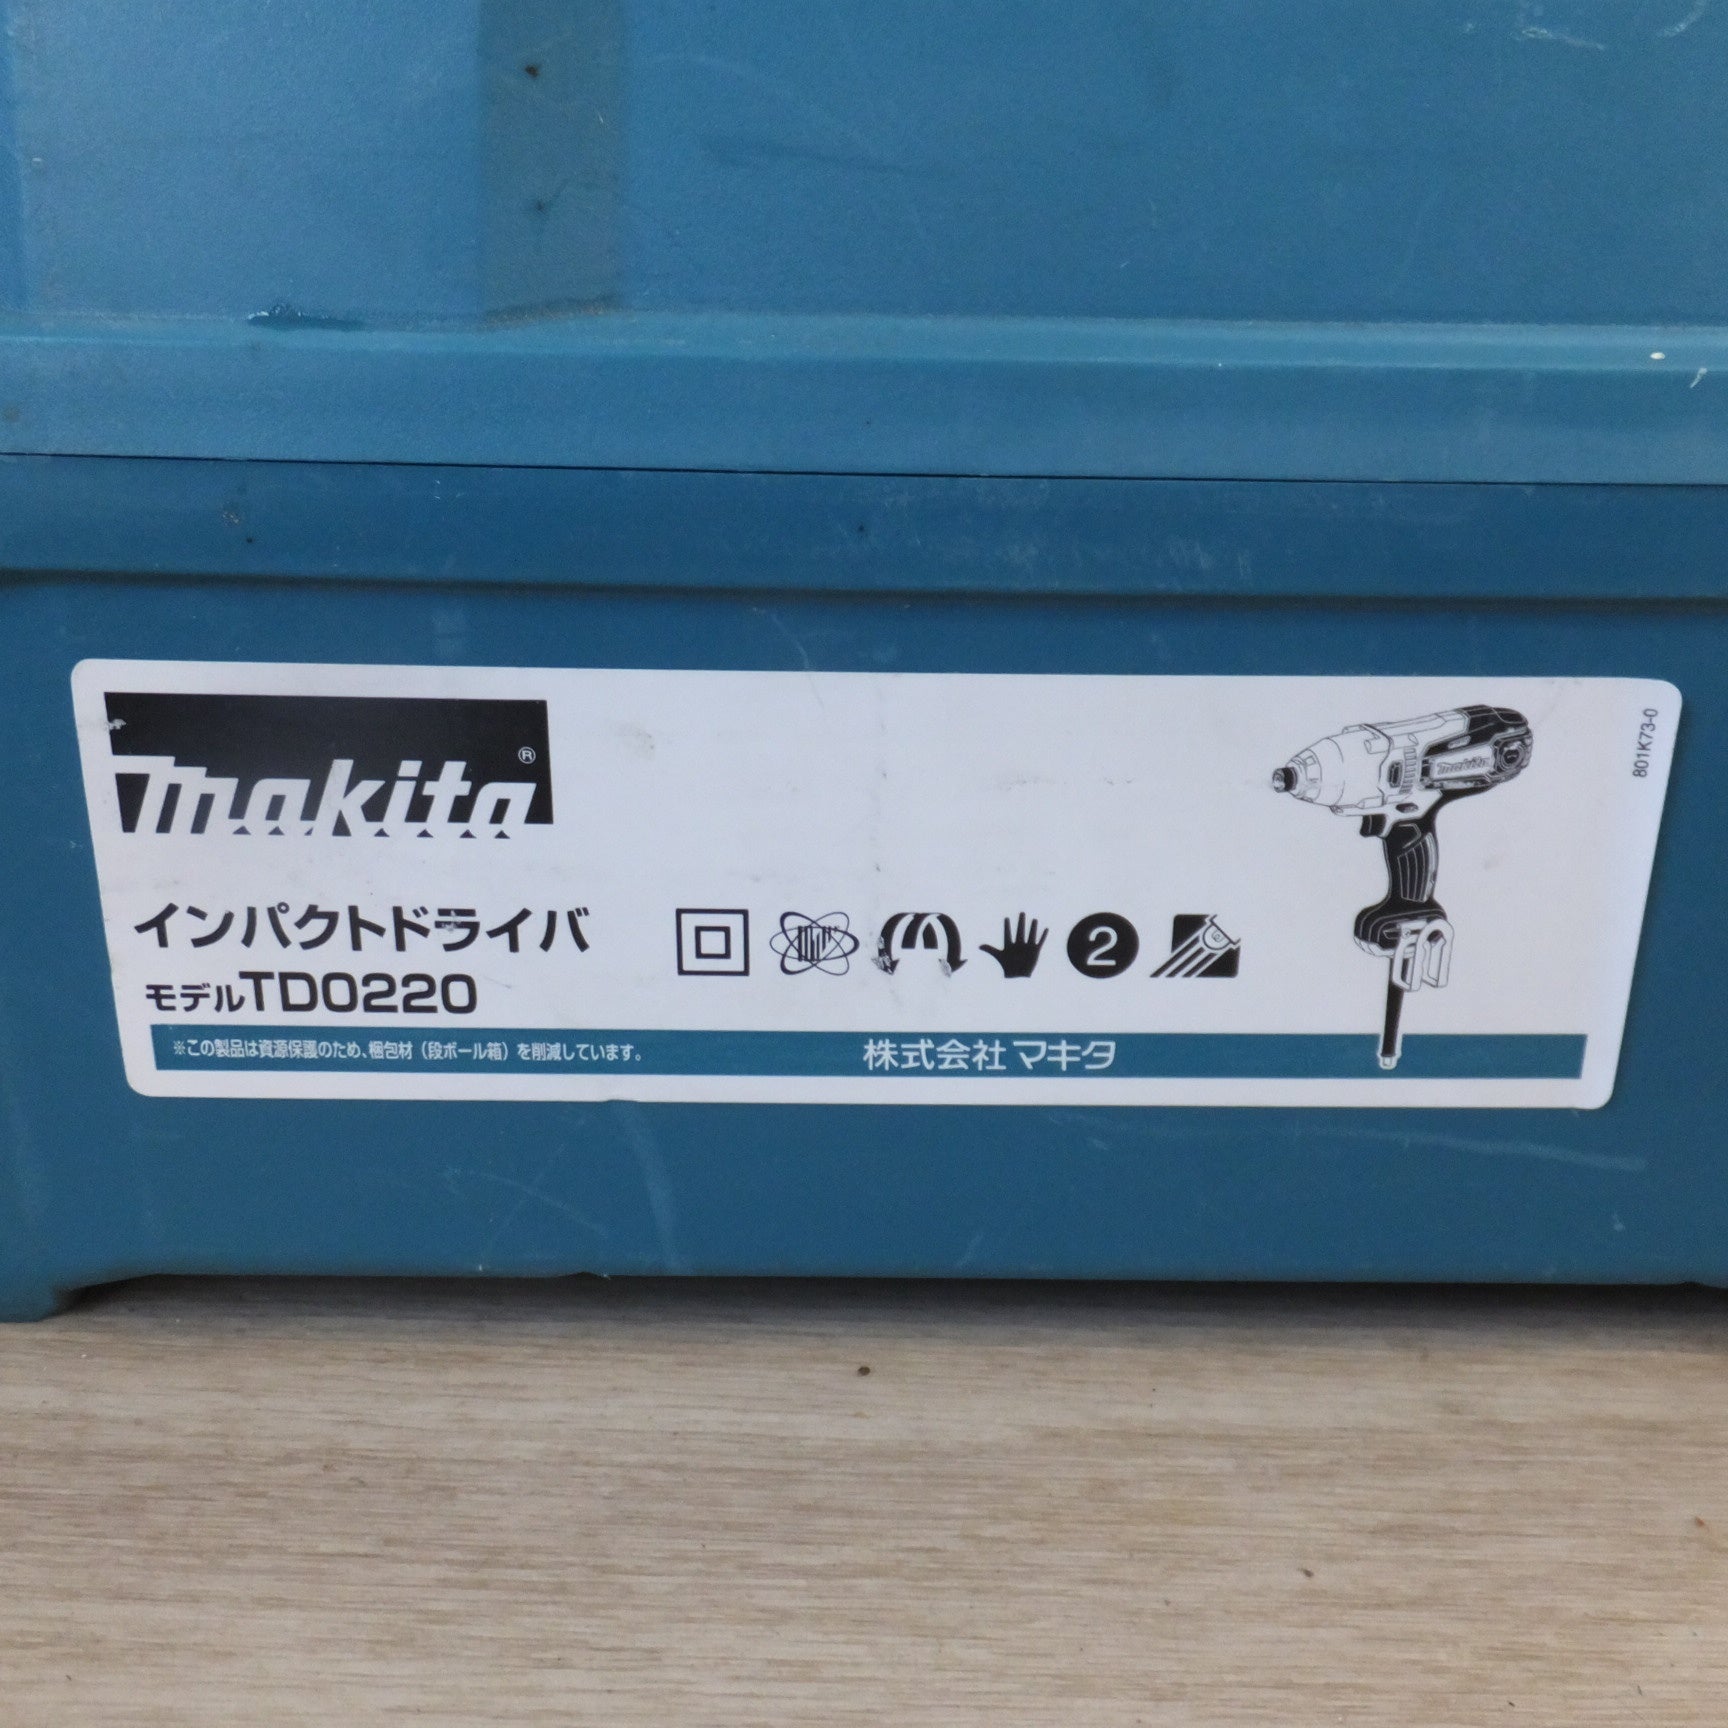 makita®
インパクトドライバ
モデルTD0220
2
※この製品は資源保護のため、梱包材（段ボール箱）を削減しています。
株式会社マキタ
makita
801K73-0